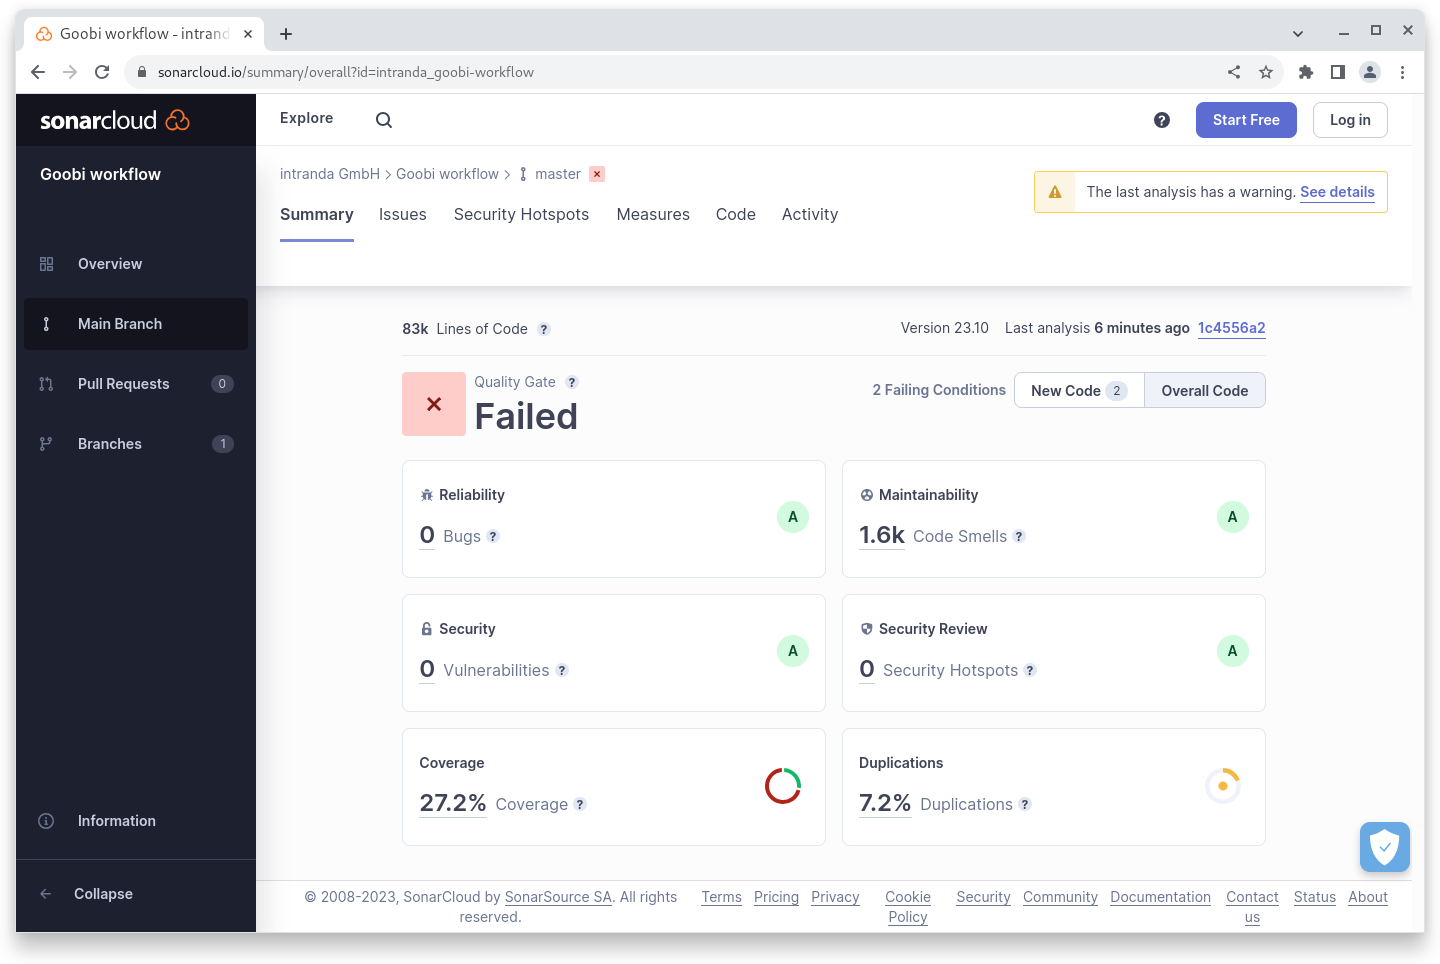 Goobi workflow - intrand
sonarcloud.io/summary/overall?id=intranda_goobi-workflow
sonarcloud
Explore
Start Free
Log in
Goobi workflow
intranda GmbH > Goobi workflow > master
The last analysis has a warning. See details
Summary Issues Security Hotspots Measures Code Activity
Overview
Main Branch
Pull Requests 0
Branches 1
Information
Collapse
83k Lines of Code ?
Version 23.10 Last analysis 6 minutes ago 1c4556a2
Quality Gate ?
Failed
2 Failing Conditions New Code 2 Overall Code
Reliability
0 Bugs ?
A
Maintainability
1.6k Code Smells ?
A
Security
0 Vulnerabilities ?
A
Security Review
0 Security Hotspots ?
A
Coverage
27.2% Coverage ?
Duplications
7.2% Duplications ?
© 2008-2023, SonarCloud by SonarSource SA. All rights
reserved.
Terms Pricing Privacy Cookie
Policy
Security Community Documentation Contact
us
Status About